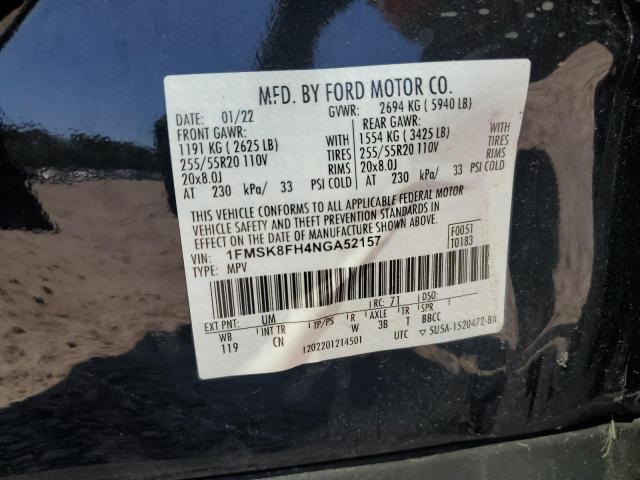 MFD. BY FORD MOTOR CO.
DATE: 01/22 GVWR: 2694 KG ( 5940 LB)
FRONT GAWR: REAR GAWR:
1191 KG ( 2625 LB) WITH 1554 KG ( 3425 LB) WITH
255/55R20 110V TIRES 255/55R20 110V TIRES
20x8.0J RIMS 20x8.0J RIMS
AT 230 kPa/ 33 PSI COLD AT 230 kPa/ 33 PSI COLD
THIS VEHICLE CONFORMS TO ALL APPLICABLE FEDERAL MOTOR
VEHICLE SAFETY AND THEFT PREVENTION STANDARDS IN
EFFECT ON THE DATE OF MANUFACTURE SHOWN ABOVE.
VIN: 1FMSK8FH4NGA52157 F0051
TYPE: MPV T0183
EXT PNT: UM RC: 71 DSO:
WB INT TR TP/PS R AXLE TR SPR
119 CN W 3B T BBCC
1202201214501 UTC ▽ 5U5A-1520472-BA